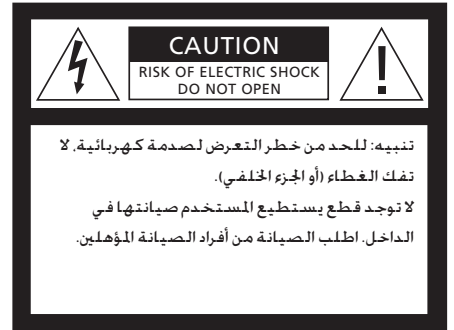 CAUTION
RISK OF ELECTRIC SHOCK
DO NOT OPEN
تنبيه: للحد من خطر التعرض لصدمة كهربائية، لا
تفك الغطاء (أو الجزء الخلفي).
لا توجد قطع يستطيع المستخدم صيانتها في
الداخل. اطلب الصيانة من أفراد الصيانة المؤهلين.